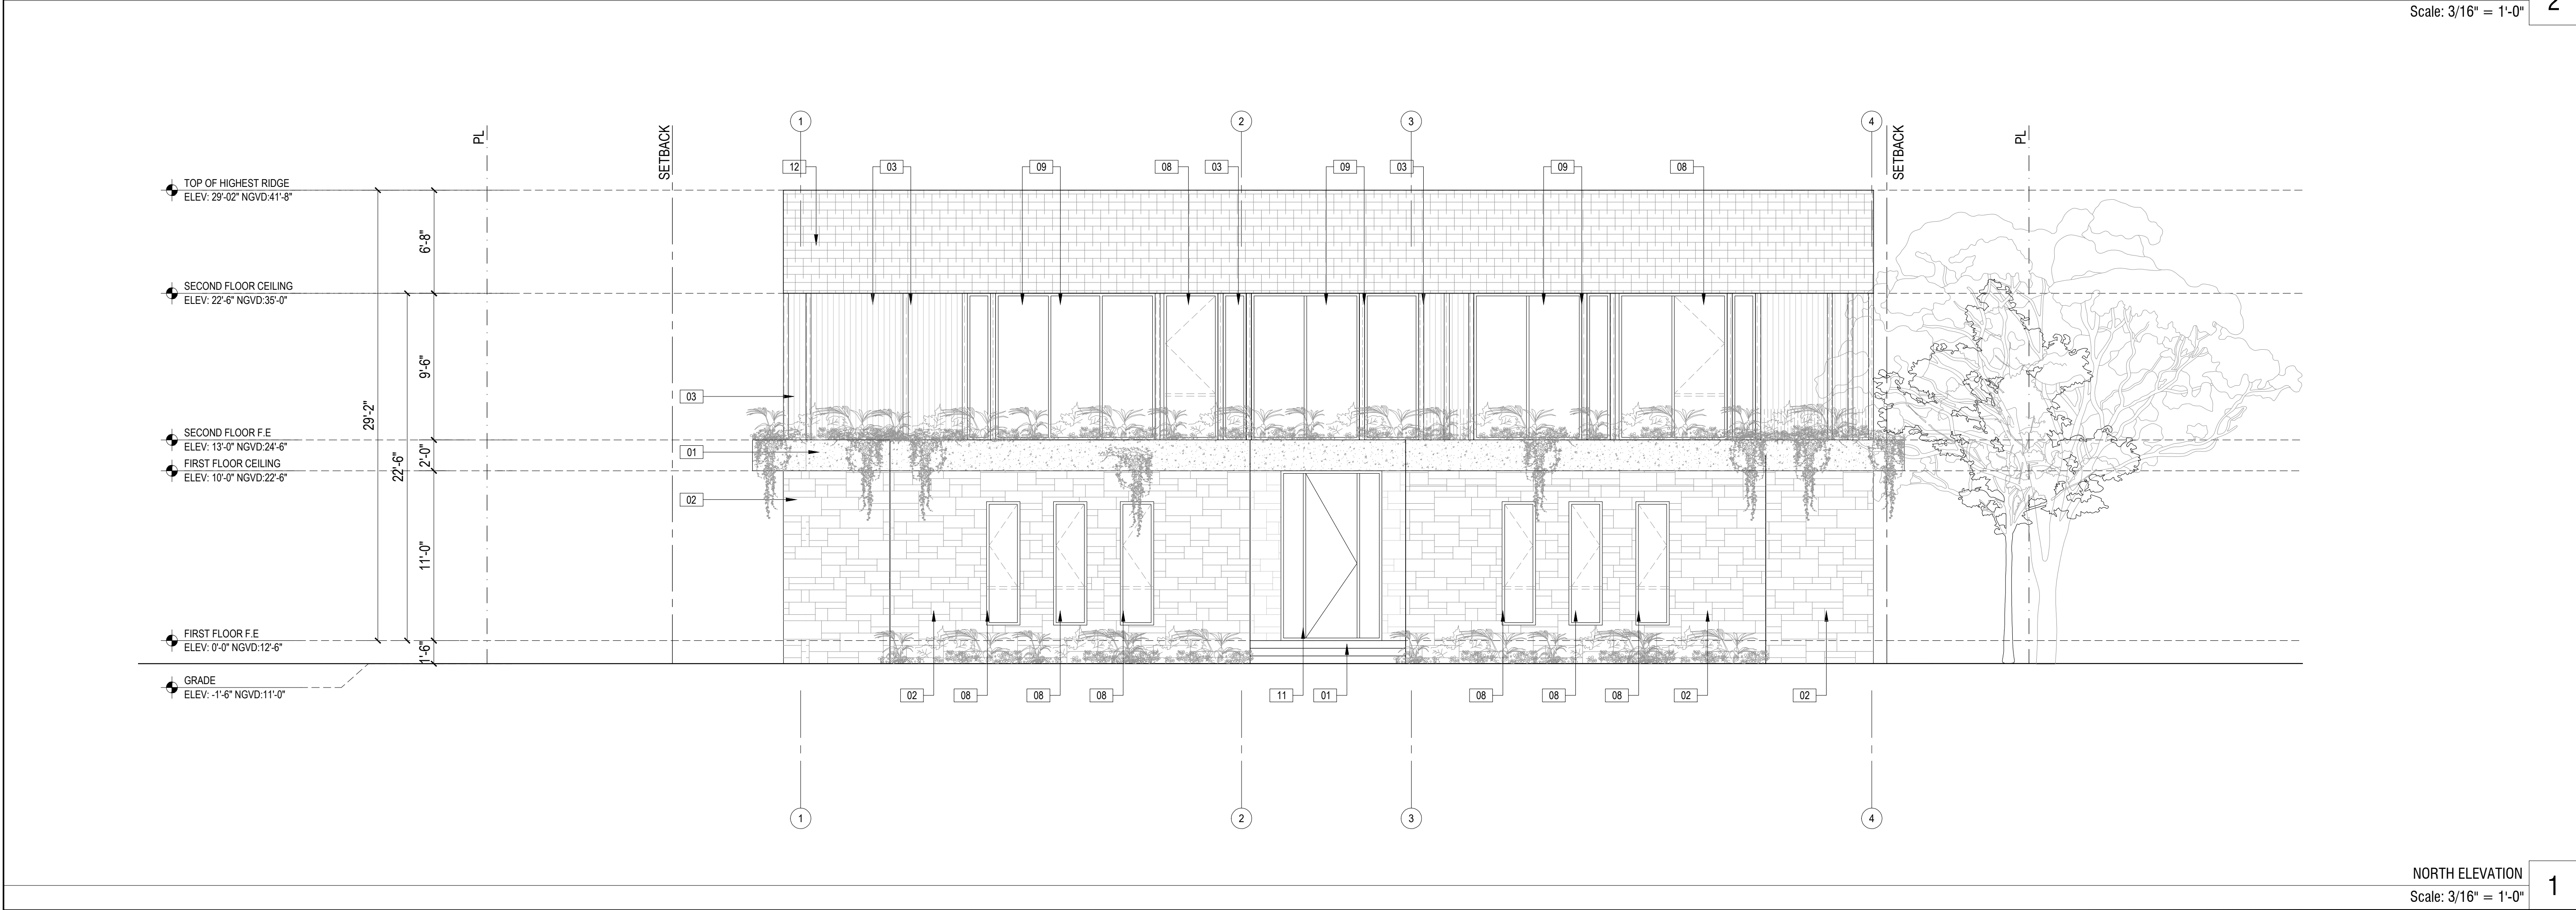 Scale: 3/16" = 1'-0"
2
1
2
3
4
PL
SETBACK
SETBACK
PL
12
03
09
08
03
09
03
09
08
TOP OF HIGHEST RIDGE
ELEV: 29'-02" NGVD:41'-8"
6'-8"
SECOND FLOOR CEILING
ELEV: 22'-6" NGVD:35'-0"
9'-6"
29'-2"
03
SECOND FLOOR F.E
ELEV: 13'-0" NGVD:24'-6"
2'-0"
01
FIRST FLOOR CEILING
ELEV: 10'-0" NGVD:22'-6"
22'-6"
02
11'-0"
FIRST FLOOR F.E
ELEV: 0'-0" NGVD:12'-6"
1'-6"
GRADE
ELEV: -1'-6" NGVD:11'-0"
02
08
08
08
11
01
08
08
08
02
02
1
2
3
4
NORTH ELEVATION
Scale: 3/16" = 1'-0"
1